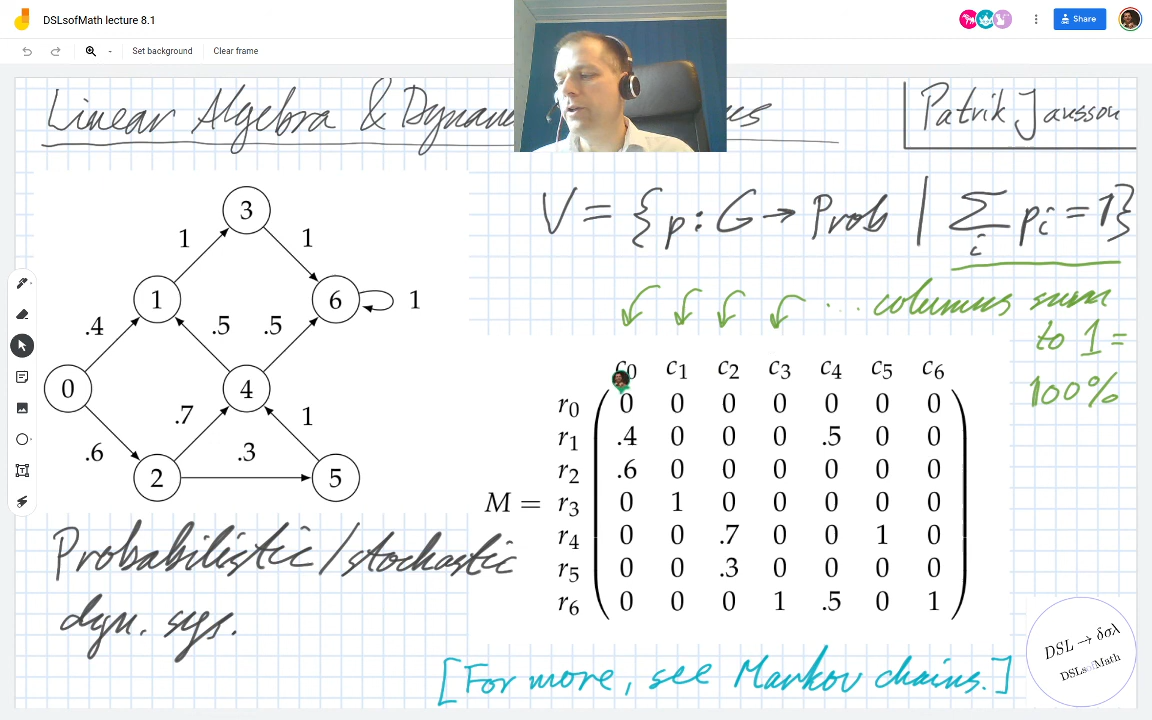 DSLsofMath lecture 8.1
Share
Set background
Clear frame
Linear Algebra & Dynam
Patrik Jansson
V = {p : G → Prob | Σ pi = 1}
i
3
1
1
1
6
1
.4
.5
.5
0
4
.7
1
.6
.3
2
5
... columns sum
to 1 =
100%
c0 c1 c2 c3 c4 c5 c6
r0 0 0 0 0 0 0 0
r1 .4 0 0 0 .5 0 0
r2 .6 0 0 0 0 0 0
M = r3 0 1 0 0 0 0 0
r4 0 0 .7 0 0 1 0
r5 0 0 .3 0 0 0 0
r6 0 0 0 1 .5 0 1
Probabilistic/stochastic
dyn. sys.
[For more, see Markov chains.]
DSL → δσλ
DSLsofMath